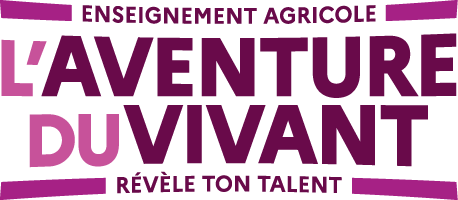 ENSEIGNEMENT AGRICOLE
L'AVENTURE
DU VIVANT
RÉVÈLE TON TALENT